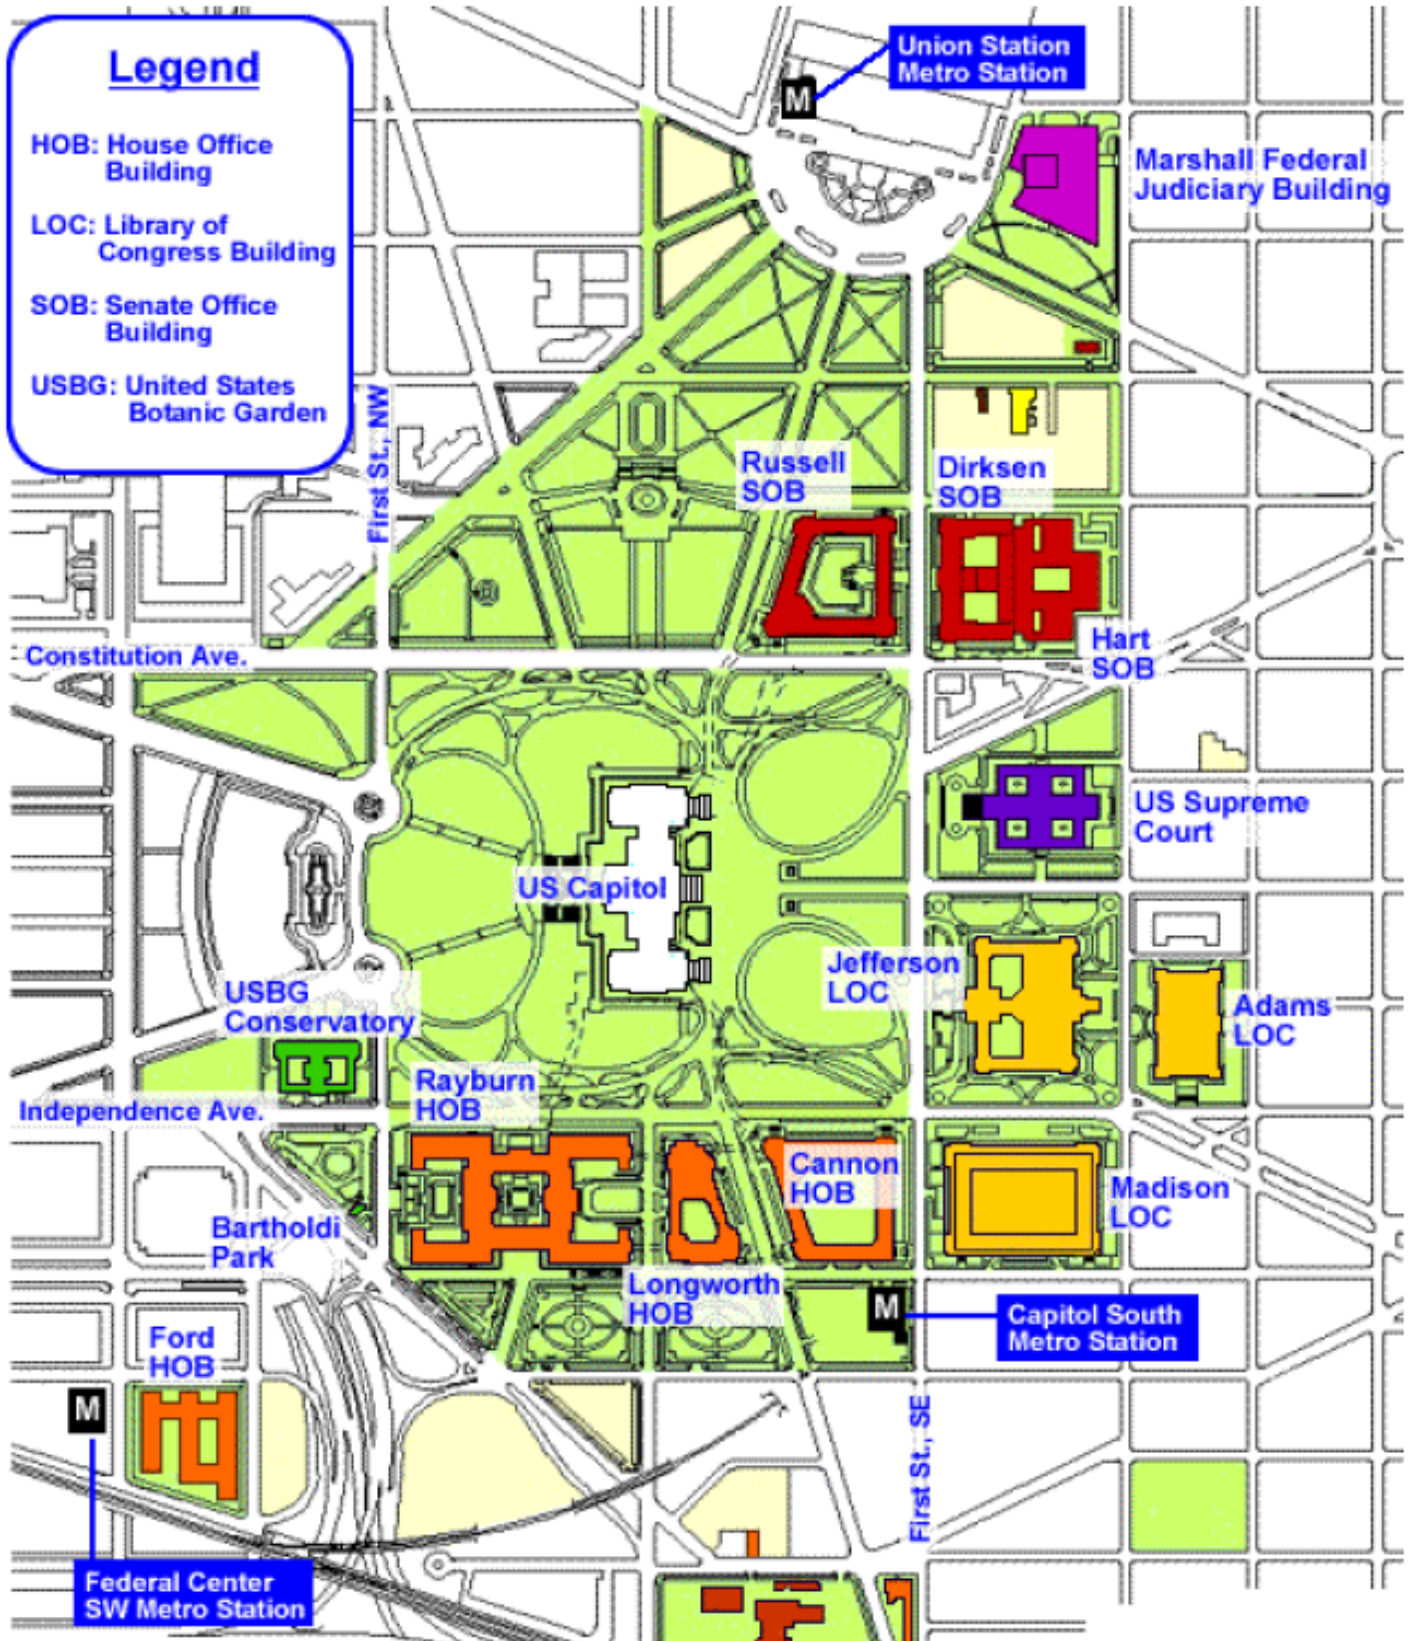 Legend
HOB: House Office
Building
LOC: Library of
Congress Building
SOB: Senate Office
Building
USBG: United States
Botanic Garden
Union Station
Metro Station
M
Marshall Federal
Judiciary Building
First St., NW
Russell
SOB
Dirksen
SOB
Constitution Ave.
Hart
SOB
US Supreme
Court
US Capitol
Jefferson
LOC
USBG
Conservatory
Adams
LOC
Rayburn
HOB
Independence Ave.
Cannon
HOB
Madison
LOC
Bartholdi
Park
Longworth
HOB
M
Capitol South
Metro Station
Ford
HOB
M
First St., SE
Federal Center
SW Metro Station